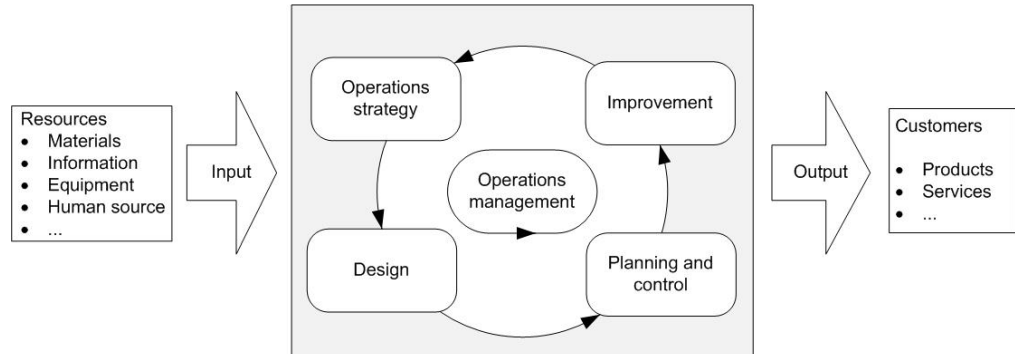 Resources
• Materials
• Information
• Equipment
• Human source
• ...
Input
Operations
strategy
Improvement
Operations
management
Design
Planning and
control
Output
Customers
• Products
• Services
• ...